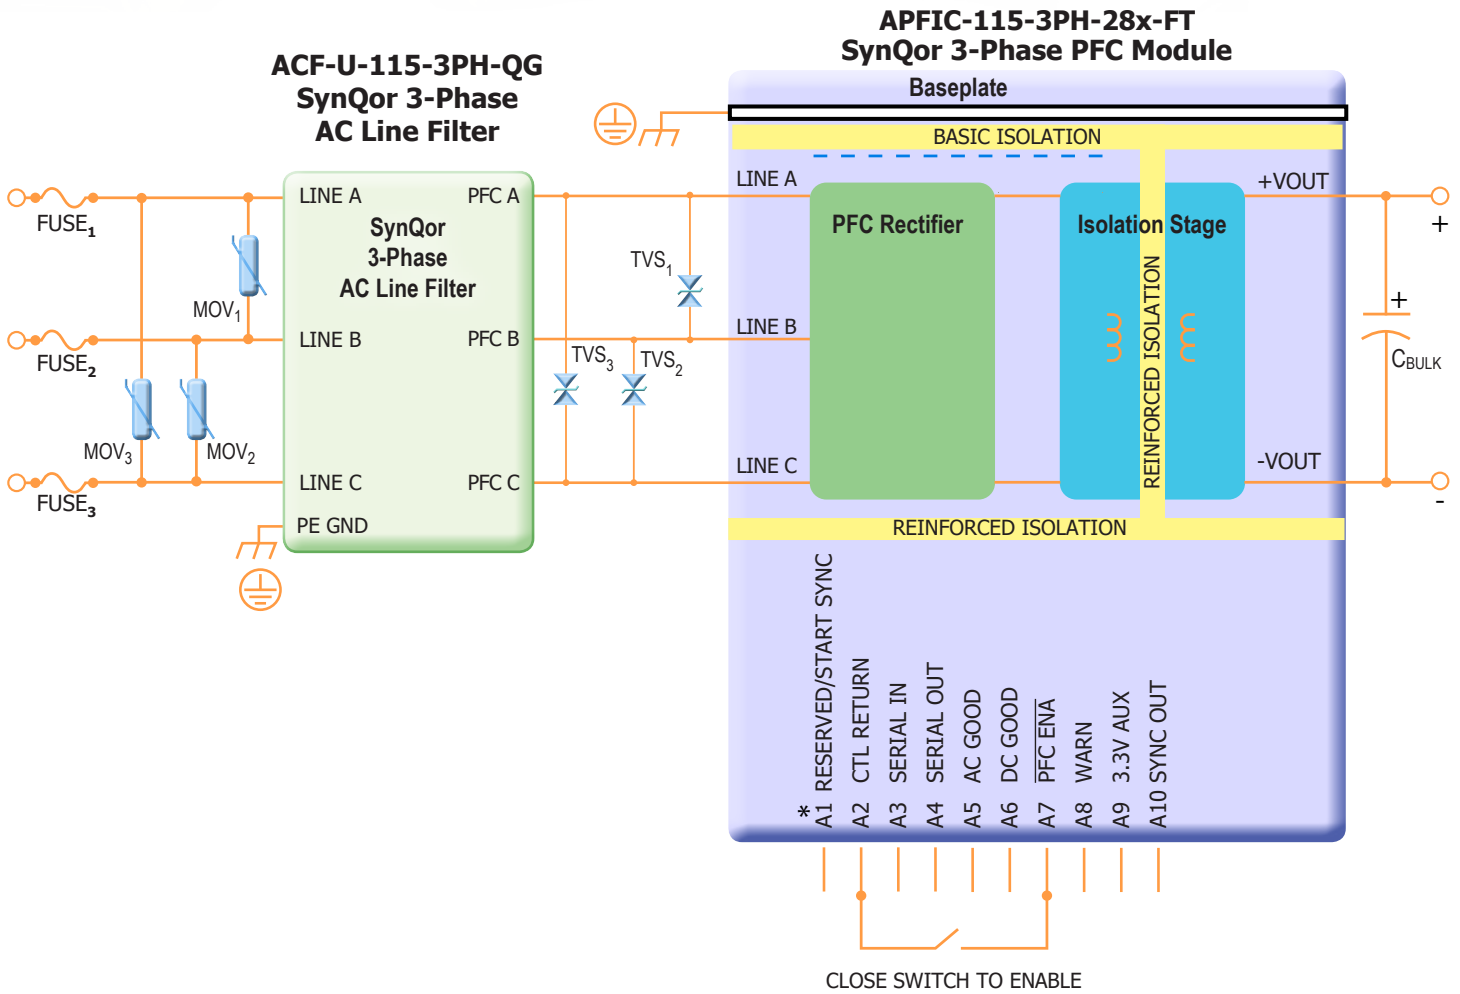 APFIC-115-3PH-28x-FT
SynQor 3-Phase PFC Module
ACF-U-115-3PH-QG
SynQor 3-Phase
AC Line Filter
Baseplate
BASIC ISOLATION
FUSE1
FUSE2
FUSE3
MOV1
MOV3
MOV2
LINE A
PFC A
SynQor
3-Phase
AC Line Filter
LINE B
PFC B
LINE C
PFC C
PE GND
TVS1
TVS3
TVS2
LINE A
LINE B
LINE C
PFC Rectifier
Isolation Stage
REINFORCED ISOLATION
+VOUT
-VOUT
+
CBULK
+
-
REINFORCED ISOLATION
* A1 RESERVED/START SYNC
A2 CTL RETURN
A3 SERIAL IN
A4 SERIAL OUT
A5 AC GOOD
A6 DC GOOD
A7 PFC ENA
A8 WARN
A9 3.3V AUX
A10 SYNC OUT
CLOSE SWITCH TO ENABLE